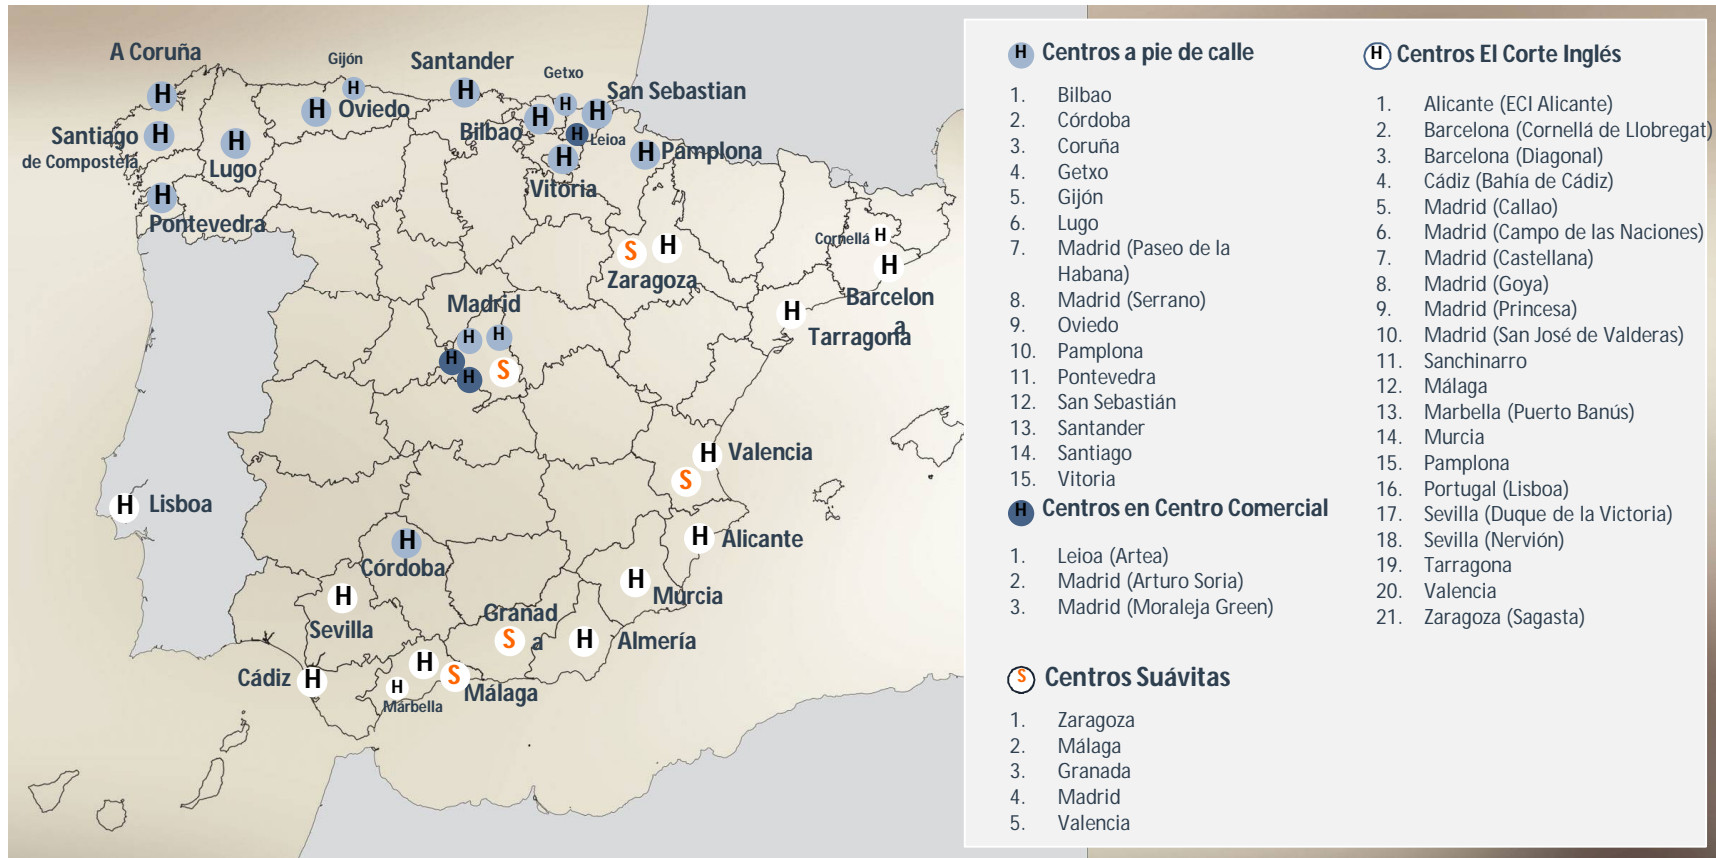 A Coruña
H
Gijón
H
Santander
H
Getxo
H
San Sebastian
H
H
Oviedo
Bilbao
H
H
Leioa
Santiago
de Compostela
H
H
Lugo
H
Vitoria
H
Pamplona
H
Pontevedra
S
H
Zaragoza
Cornellá
H
H
Barcelon
a
H
Tarragona
Madrid
H
H
H
H
S
H
Valencia
S
H
Lisboa
H
Alicante
H
Córdoba
H
Murcia
H
Sevilla
Granad
a
S
H
Almería
Cádiz
H
H
S
Málaga
H
Marbella
H Centros a pie de calle
1. Bilbao
2. Córdoba
3. Coruña
4. Getxo
5. Gijón
6. Lugo
7. Madrid (Paseo de la
Habana)
8. Madrid (Serrano)
9. Oviedo
10. Pamplona
11. Pontevedra
12. San Sebastián
13. Santander
14. Santiago
15. Vitoria
H Centros en Centro Comercial
1. Leioa (Artea)
2. Madrid (Arturo Soria)
3. Madrid (Moraleja Green)
S Centros Suávitas
1. Zaragoza
2. Málaga
3. Granada
4. Madrid
5. Valencia
H Centros El Corte Inglés
1. Alicante (ECI Alicante)
2. Barcelona (Cornellá de Llobregat)
3. Barcelona (Diagonal)
4. Cádiz (Bahía de Cádiz)
5. Madrid (Callao)
6. Madrid (Campo de las Naciones)
7. Madrid (Castellana)
8. Madrid (Goya)
9. Madrid (Princesa)
10. Madrid (San José de Valderas)
11. Sanchinarro
12. Málaga
13. Marbella (Puerto Banús)
14. Murcia
15. Pamplona
16. Portugal (Lisboa)
17. Sevilla (Duque de la Victoria)
18. Sevilla (Nervión)
19. Tarragona
20. Valencia
21. Zaragoza (Sagasta)